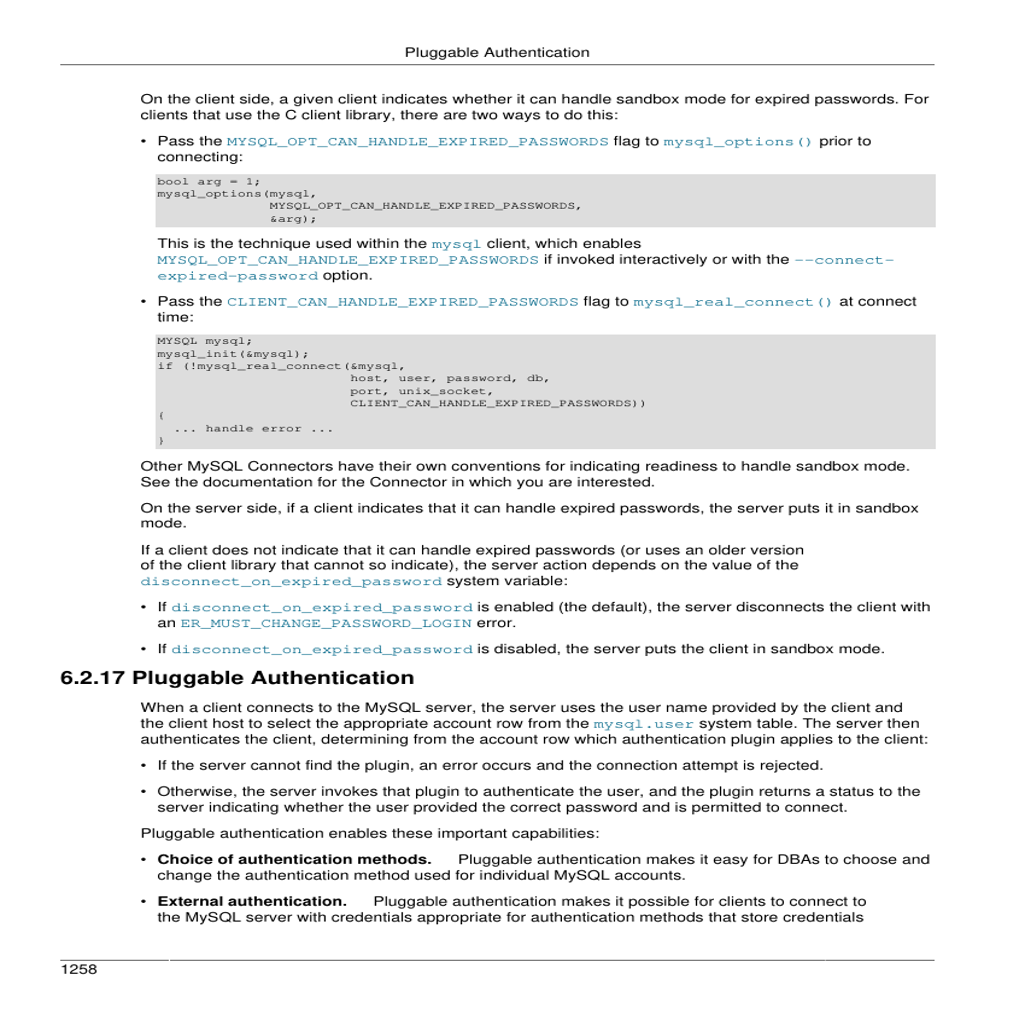 Pluggable Authentication
On the client side, a given client indicates whether it can handle sandbox mode for expired passwords. For
clients that use the C client library, there are two ways to do this:
• Pass the MYSQL_OPT_CAN_HANDLE_EXPIRED_PASSWORDS flag to mysql_options() prior to
connecting:
bool arg = 1;
mysql_options(mysql,
              MYSQL_OPT_CAN_HANDLE_EXPIRED_PASSWORDS,
              &arg);
This is the technique used within the mysql client, which enables
MYSQL_OPT_CAN_HANDLE_EXPIRED_PASSWORDS if invoked interactively or with the --connect-
expired-password option.
• Pass the CLIENT_CAN_HANDLE_EXPIRED_PASSWORDS flag to mysql_real_connect() at connect
time:
MYSQL mysql;
mysql_init(&mysql);
if (!mysql_real_connect(&mysql,
                        host, user, password, db,
                        port, unix_socket,
                        CLIENT_CAN_HANDLE_EXPIRED_PASSWORDS))
{
  ... handle error ...
}
Other MySQL Connectors have their own conventions for indicating readiness to handle sandbox mode.
See the documentation for the Connector in which you are interested.
On the server side, if a client indicates that it can handle expired passwords, the server puts it in sandbox
mode.
If a client does not indicate that it can handle expired passwords (or uses an older version
of the client library that cannot so indicate), the server action depends on the value of the
disconnect_on_expired_password system variable:
• If disconnect_on_expired_password is enabled (the default), the server disconnects the client with
an ER_MUST_CHANGE_PASSWORD_LOGIN error.
• If disconnect_on_expired_password is disabled, the server puts the client in sandbox mode.
6.2.17 Pluggable Authentication
When a client connects to the MySQL server, the server uses the user name provided by the client and
the client host to select the appropriate account row from the mysql.user system table. The server then
authenticates the client, determining from the account row which authentication plugin applies to the client:
• If the server cannot find the plugin, an error occurs and the connection attempt is rejected.
• Otherwise, the server invokes that plugin to authenticate the user, and the plugin returns a status to the
server indicating whether the user provided the correct password and is permitted to connect.
Pluggable authentication enables these important capabilities:
• Choice of authentication methods. Pluggable authentication makes it easy for DBAs to choose and
change the authentication method used for individual MySQL accounts.
• External authentication. Pluggable authentication makes it possible for clients to connect to
the MySQL server with credentials appropriate for authentication methods that store credentials
1258